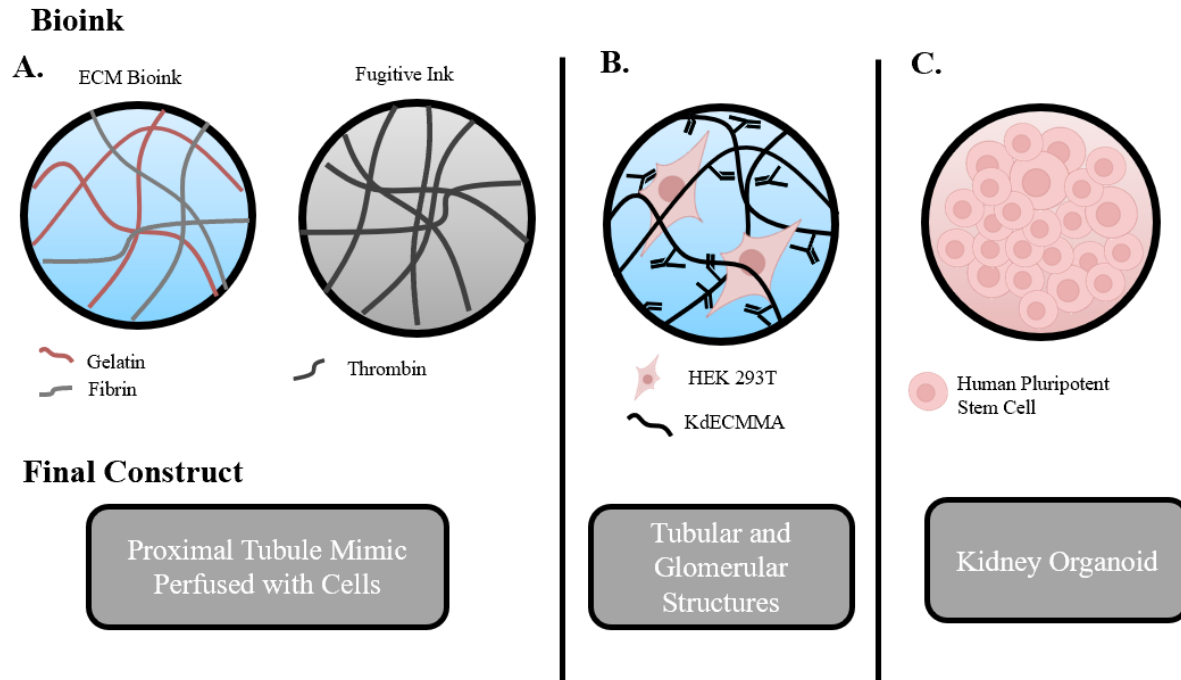 Bioink
A.
ECM Bioink
Fugitive Ink
Gelatin
Fibrin
Thrombin
B.
HEK 293T
KdECMMA
C.
Human Pluripotent
Stem Cell
Final Construct
Proximal Tubule Mimic
Perfused with Cells
Tubular and
Glomerular
Structures
Kidney Organoid